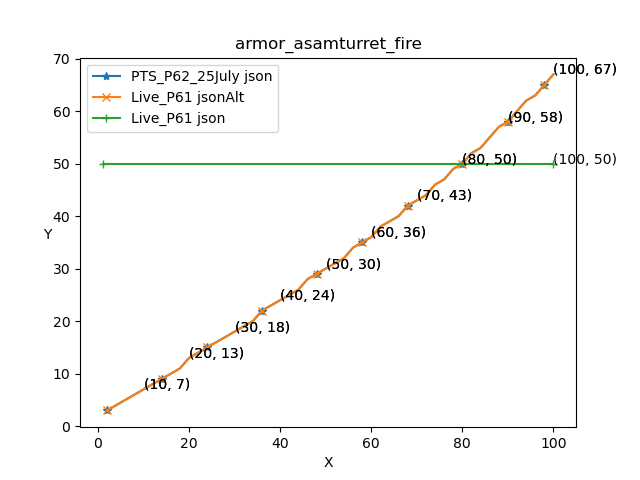 armor_asamturret_fire
PTS_P62_25July json
Live_P61 jsonAlt
Live_P61 json
(100, 67)
(90, 58)
(80, 50)
(100, 50)
(70, 43)
(60, 36)
(50, 30)
(40, 24)
(30, 18)
(20, 13)
(10, 7)
70
60
50
40
30
20
10
0
Y
0 20 40 60 80 100
X